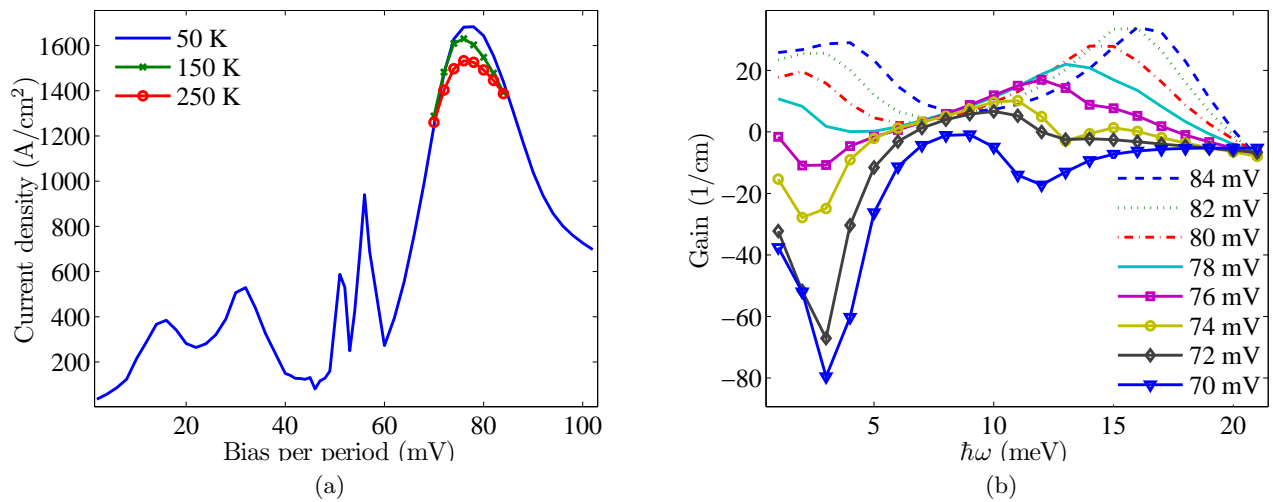 50 K
150 K
250 K
Current density (A/cm²)
1600
1400
1200
1000
800
600
400
200
20 40 60 80 100
Bias per period (mV)
(a)
Gain (1/cm)
20
0
−20
−40
−60
−80
84 mV
82 mV
80 mV
78 mV
76 mV
74 mV
72 mV
70 mV
5 10 15 20
ℏω (meV)
(b)